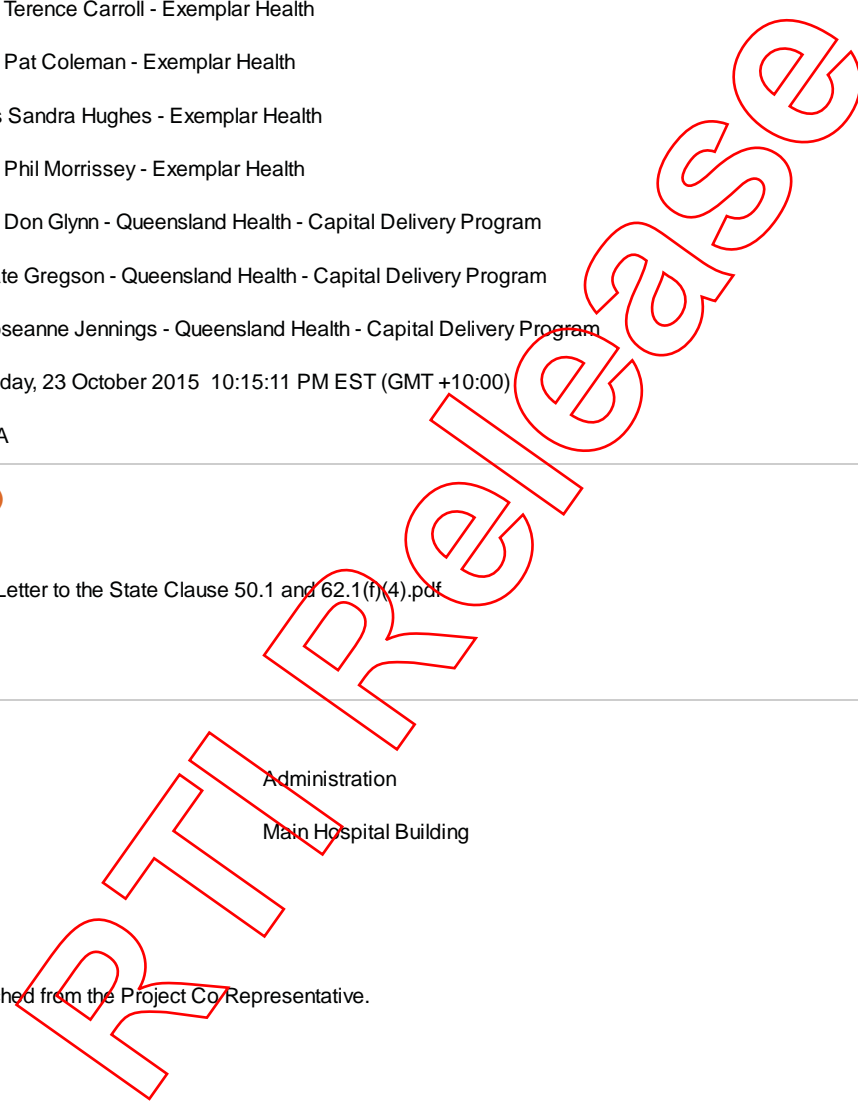 Terence Carroll - Exemplar Health
Pat Coleman - Exemplar Health
s Sandra Hughes - Exemplar Health
Phil Morrissey - Exemplar Health
Don Glynn - Queensland Health - Capital Delivery Program
te Gregson - Queensland Health - Capital Delivery Program
oseanne Jennings - Queensland Health - Capital Delivery Program
day, 23 October 2015 10:15:11 PM EST (GMT +10:00)
A
Letter to the State Clause 50.1 and 62.1(f)(4).pdf
Administration
Main Hospital Building
hed from the Project Co Representative.
RTI Release